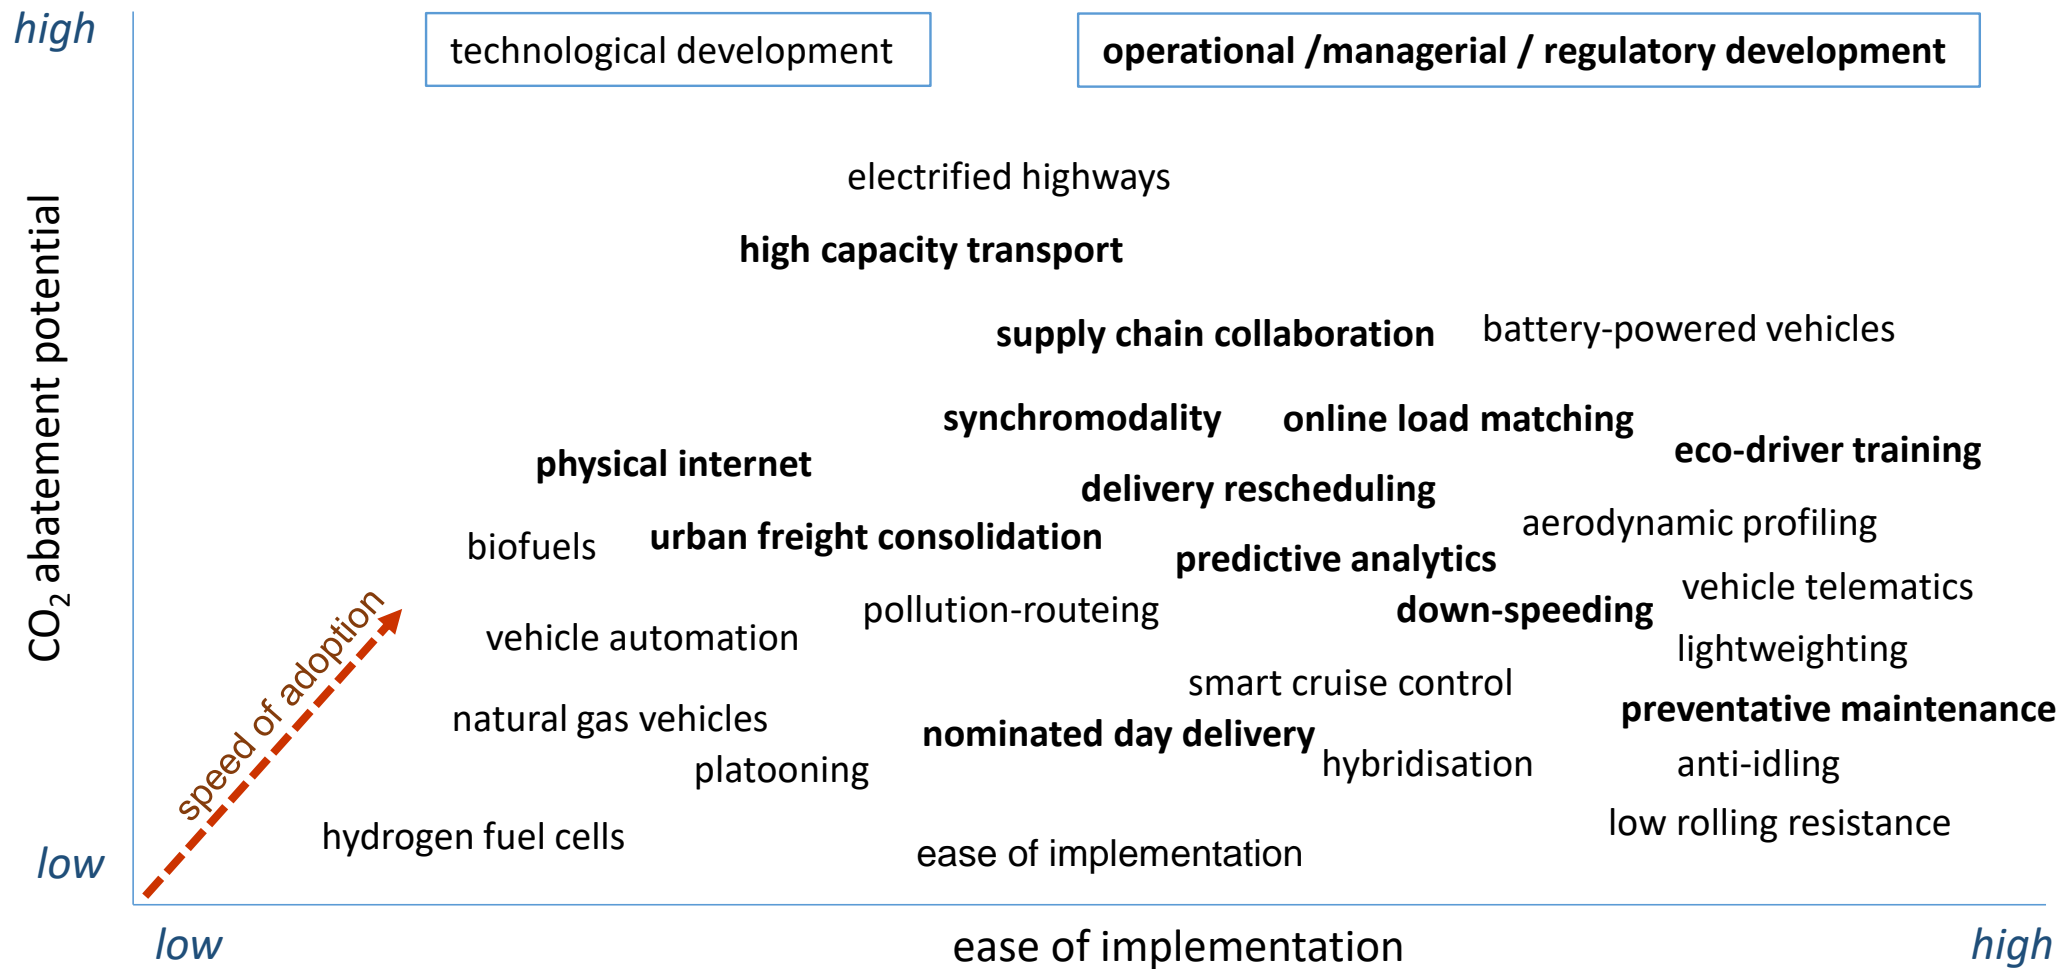 high
technological development
operational /managerial / regulatory development
electrified highways
high capacity transport
supply chain collaboration
battery-powered vehicles
synchromodality
online load matching
eco-driver training
physical internet
delivery rescheduling
aerodynamic profiling
biofuels
urban freight consolidation
predictive analytics
vehicle telematics
pollution-routeing
down-speeding
vehicle automation
lightweighting
smart cruise control
natural gas vehicles
nominated day delivery
preventative maintenance
platooning
hybridisation
anti-idling
hydrogen fuel cells
ease of implementation
low rolling resistance
CO₂ abatement potential
speed of adoption
low
low
ease of implementation
high